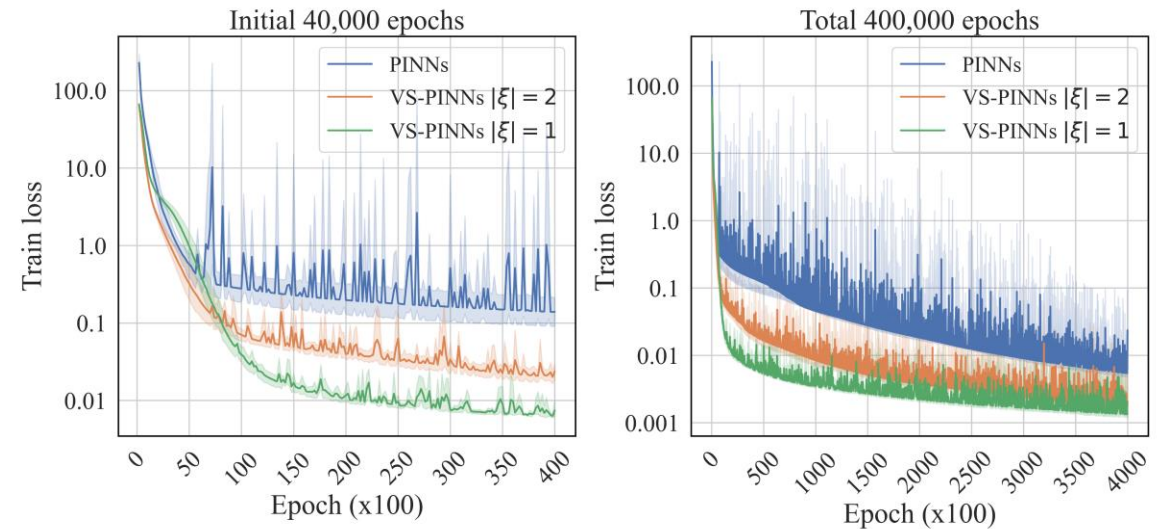 Initial 40,000 epochs
Train loss
100.0
10.0
1.0
0.1
0.01
PINNs
VS-PINNs |ξ| = 2
VS-PINNs |ξ| = 1
0 50 100 150 200 250 300 350 400
Epoch (x100)
Total 400,000 epochs
Train loss
100.0
10.0
1.0
0.1
0.01
0.001
PINNs
VS-PINNs |ξ| = 2
VS-PINNs |ξ| = 1
0 500 1000 1500 2000 2500 3000 3500 4000
Epoch (x100)